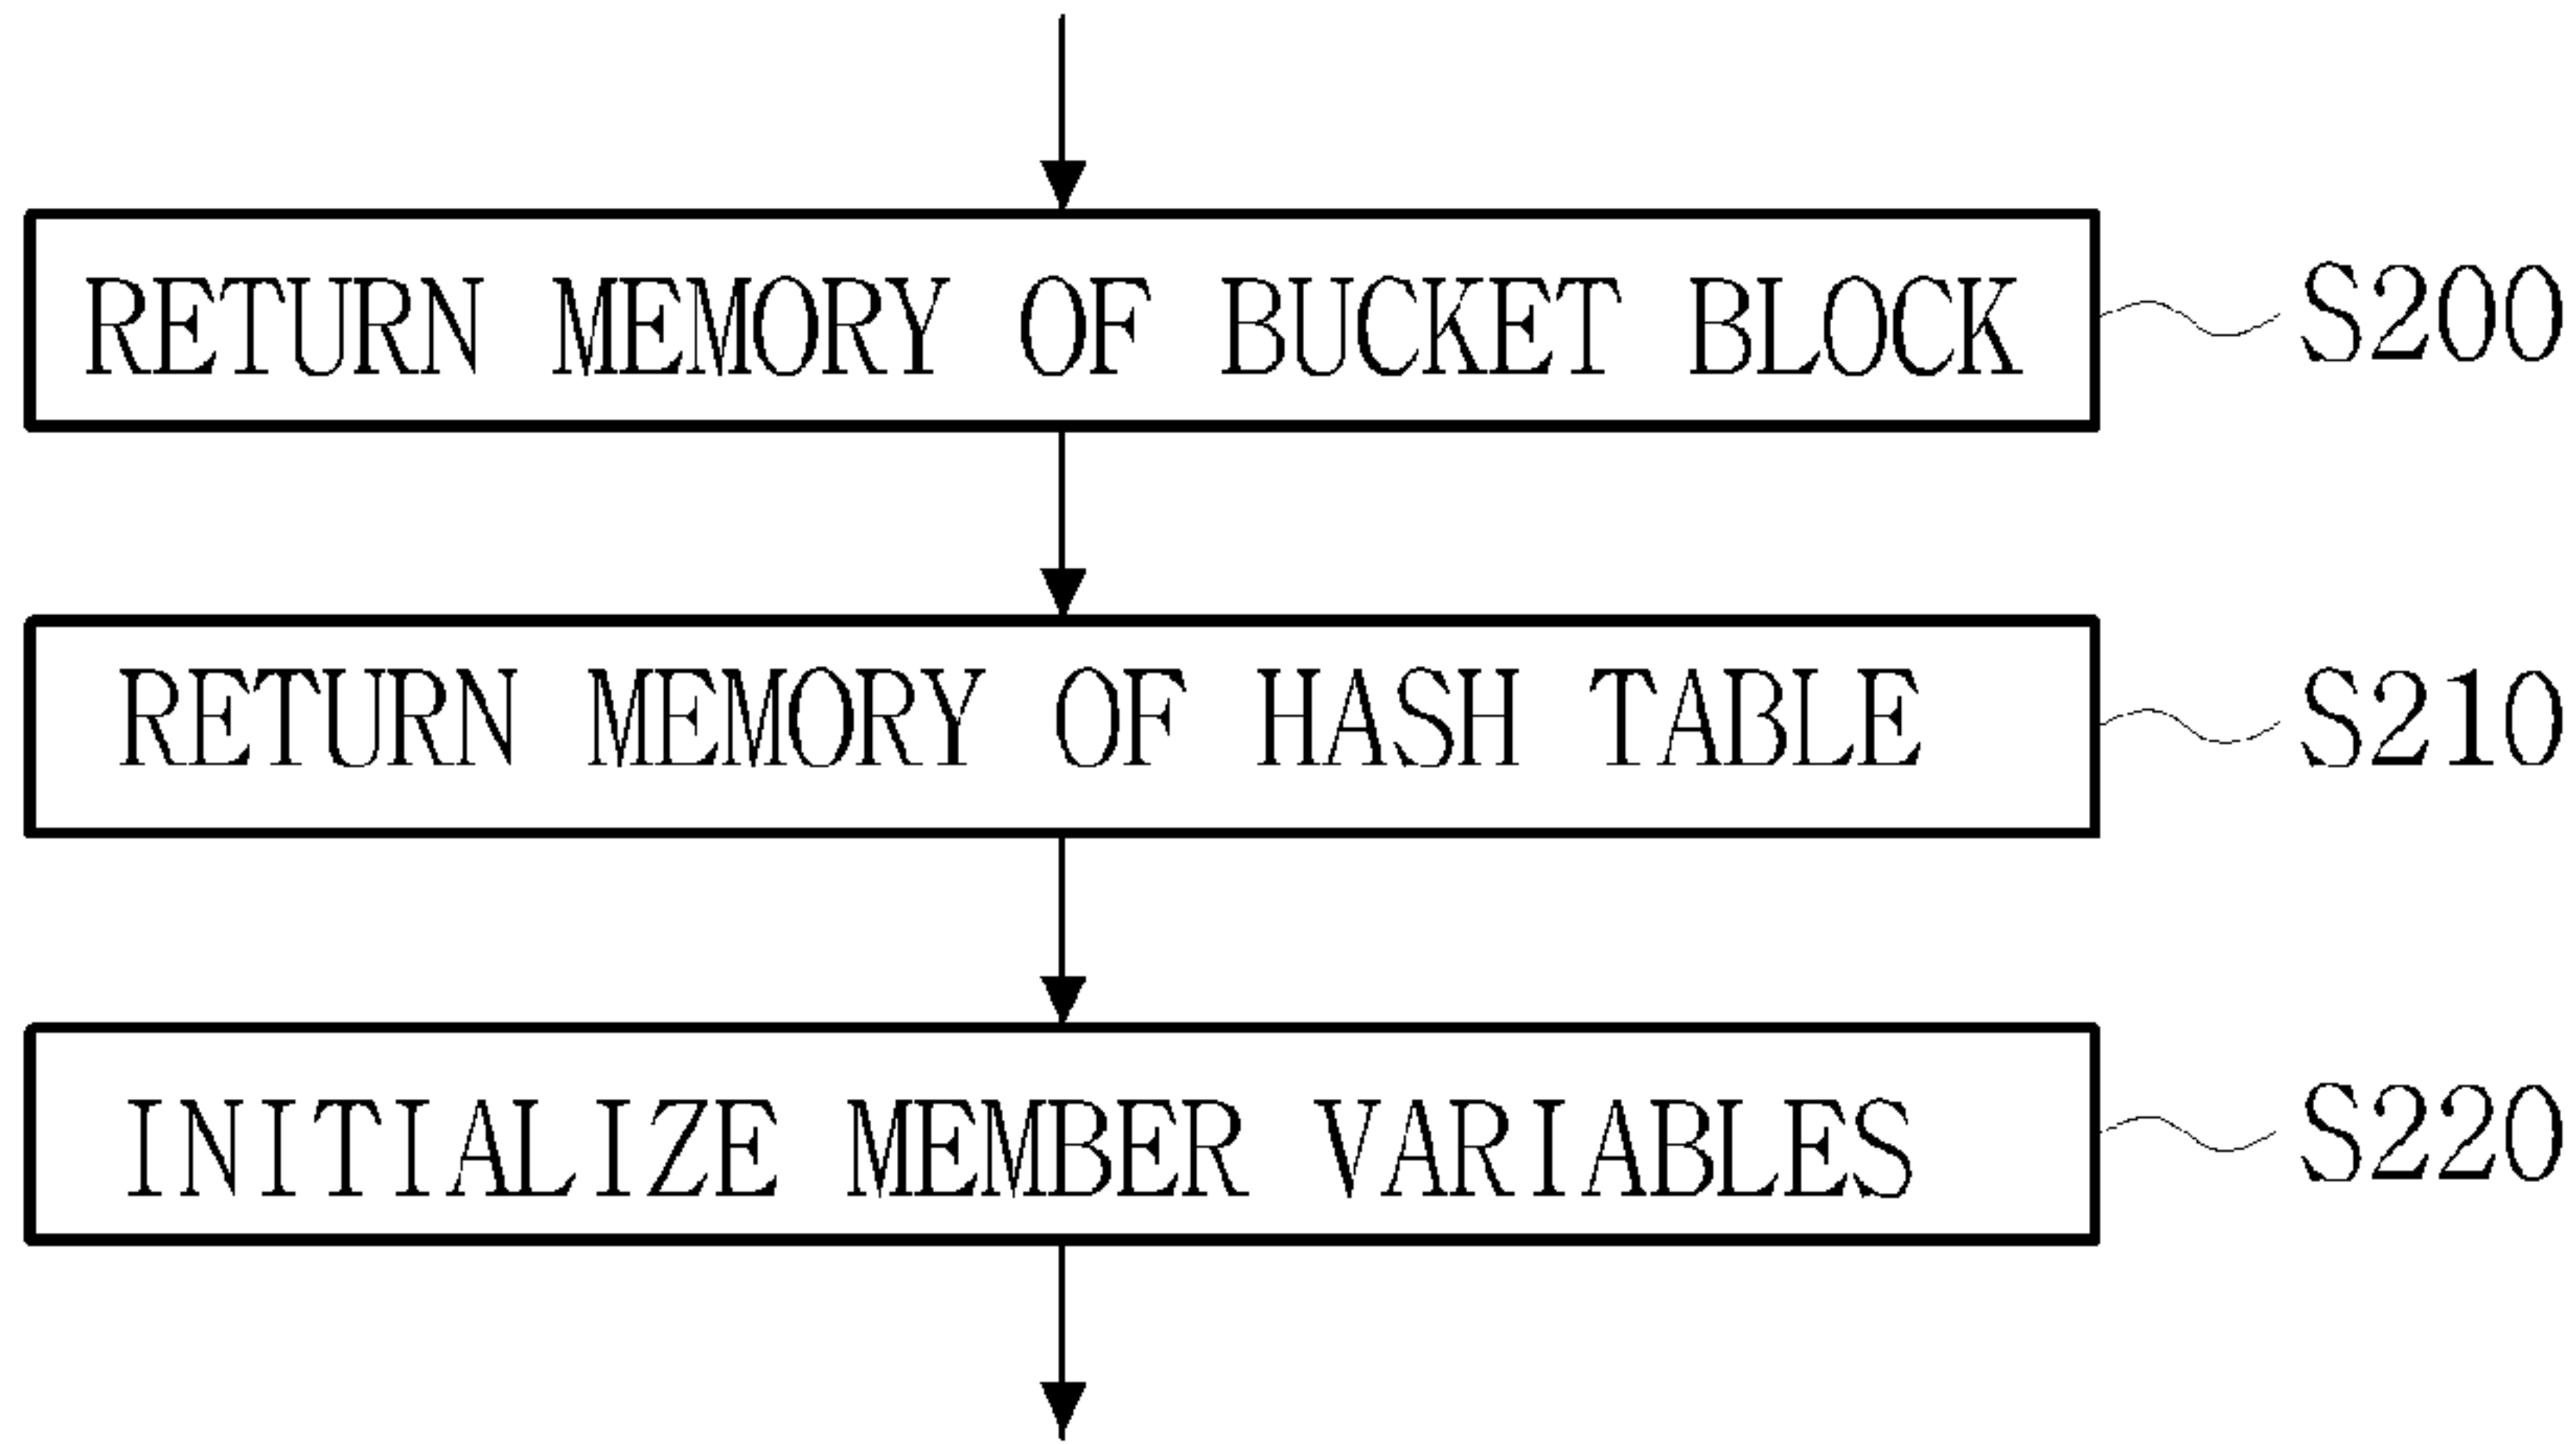 RETURN MEMORY OF BUCKET BLOCK S200
RETURN MEMORY OF HASH TABLE S210
INITIALIZE MEMBER VARIABLES S220